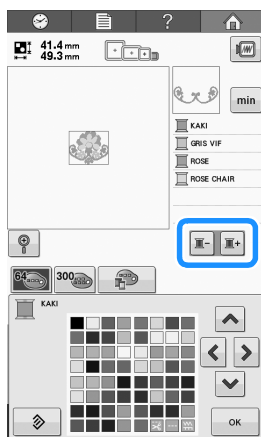 ?
41.4 mm
49.3 mm
min
KAKI
GRIS VIF
ROSE
ROSE CHAIR
- +
64 300
KAKI
OK